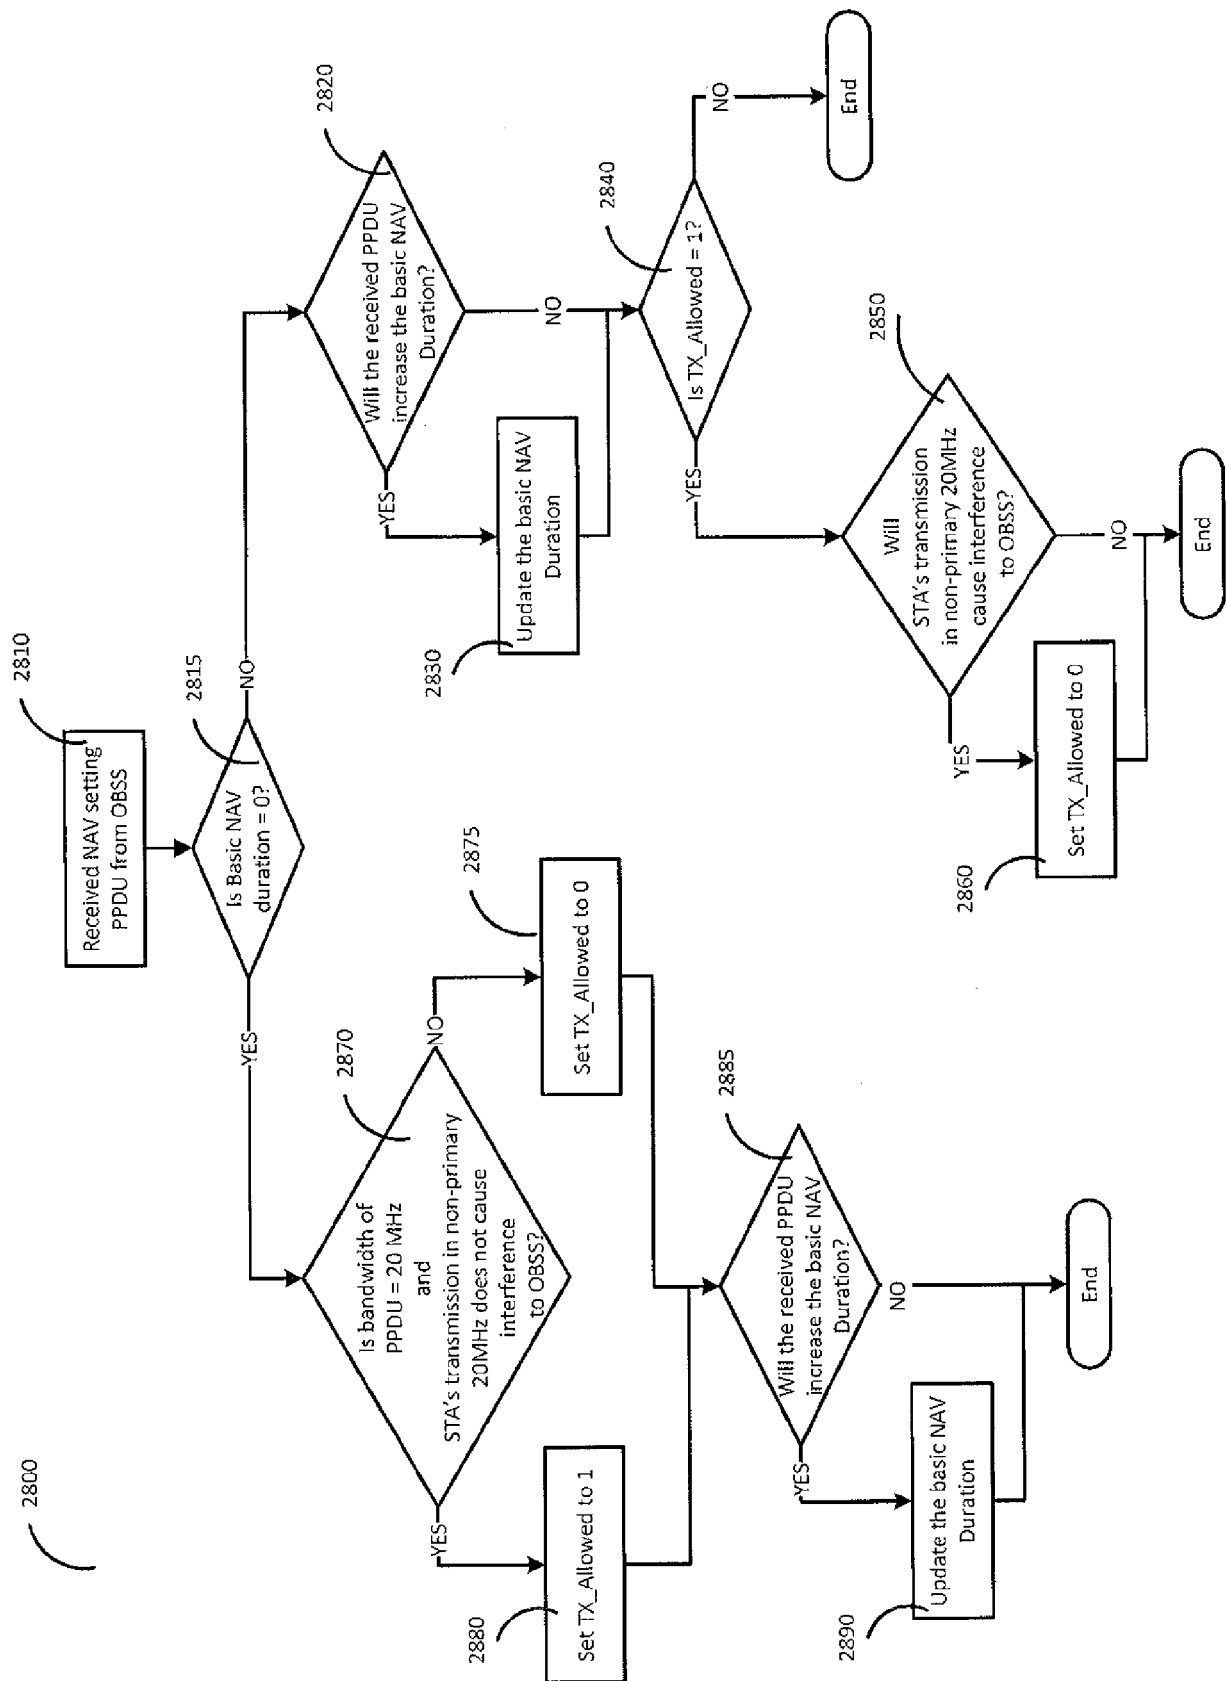 2800
2810
Received NAV setting
PPDU from OBSS
2815
Is Basic NAV
duration = 0?
YES
NO
2870
Is bandwidth of
PPDU = 20 MHz
and
STA's transmission in non-primary
20MHz does not cause
interference
to OBSS?
YES
NO
2880
Set TX_Allowed to 1
2875
Set TX_Allowed to 0
2885
Will the received PPDU
increase the basic NAV
Duration?
YES
NO
2890
Update the basic NAV
Duration
End
2820
Will the received PPDU
increase the basic NAV
Duration?
YES
NO
2830
Update the basic NAV
Duration
2840
Is TX_Allowed = 1?
YES
NO
End
2850
Will
STA's transmission
in non-primary 20MHz
cause interference
to OBSS?
YES
NO
2860
Set TX_Allowed to 0
End